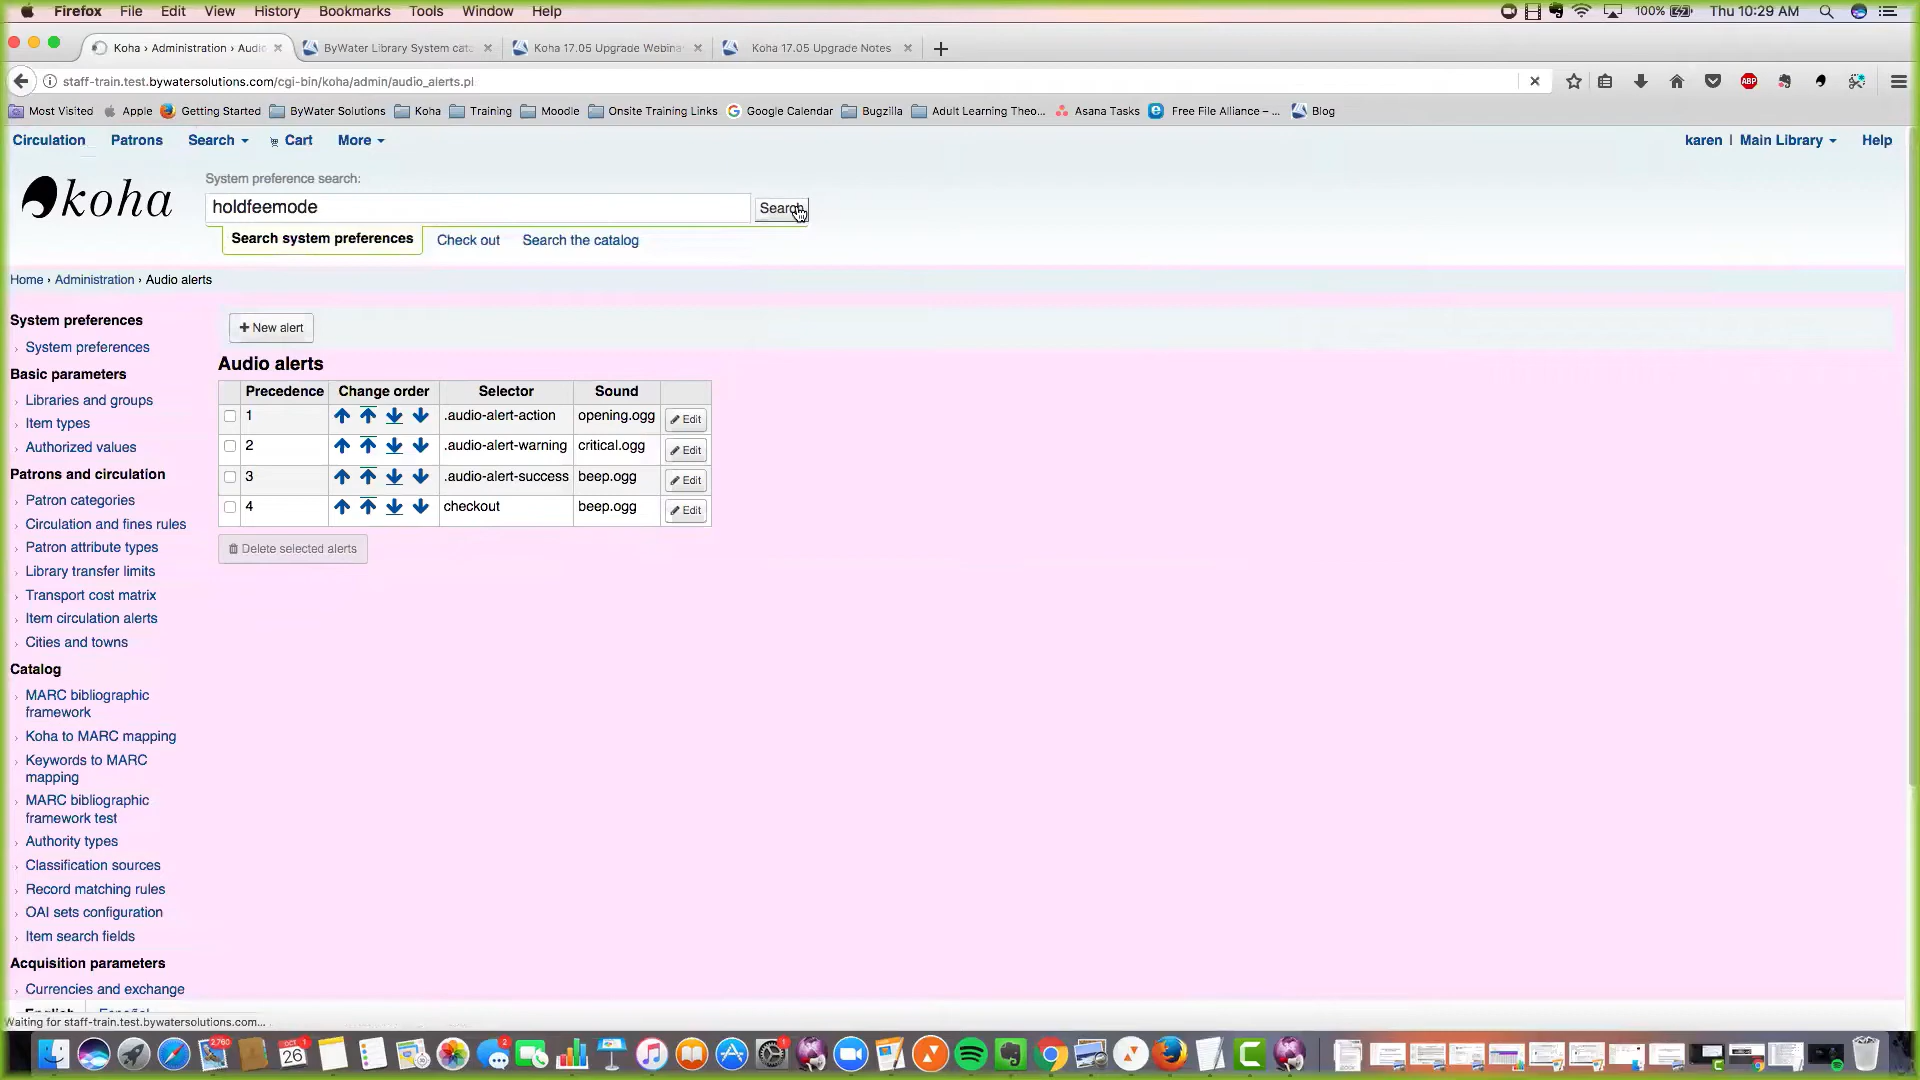 Firefox File Edit View History Bookmarks Tools Window Help 100% Thu 10:29 AM
Koha › Administration › Audio ByWater Library System cat Koha 17.05 Upgrade Webina Koha 17.05 Upgrade Notes
staff-train.test.bywatersolutions.com/cgi-bin/koha/admin/audio_alerts.pl ABP
Most Visited Apple Getting Started ByWater Solutions Koha Training Moodle Onsite Training Links Google Calendar Bugzilla Adult Learning Theo... Asana Tasks Free File Alliance – ... Blog
Circulation Patrons Search Cart More karen | Main Library Help
System preference search:
koha
holdfeemode Search
Search system preferences Check out Search the catalog
Home › Administration › Audio alerts
System preferences
› System preferences
Basic parameters
› Libraries and groups
› Item types
› Authorized values
Patrons and circulation
› Patron categories
› Circulation and fines rules
› Patron attribute types
› Library transfer limits
› Transport cost matrix
› Item circulation alerts
› Cities and towns
Catalog
› MARC bibliographic
framework
› Koha to MARC mapping
› Keywords to MARC
mapping
› MARC bibliographic
framework test
› Authority types
› Classification sources
› Record matching rules
› OAI sets configuration
› Item search fields
Acquisition parameters
› Currencies and exchange
+ New alert
Audio alerts
Precedence Change order Selector Sound
1 .audio-alert-action opening.ogg Edit
2 .audio-alert-warning critical.ogg Edit
3 .audio-alert-success beep.ogg Edit
4 checkout beep.ogg Edit
Delete selected alerts
English Español
Waiting for staff-train.test.bywatersolutions.com...
2,760 OCT 26 2 1